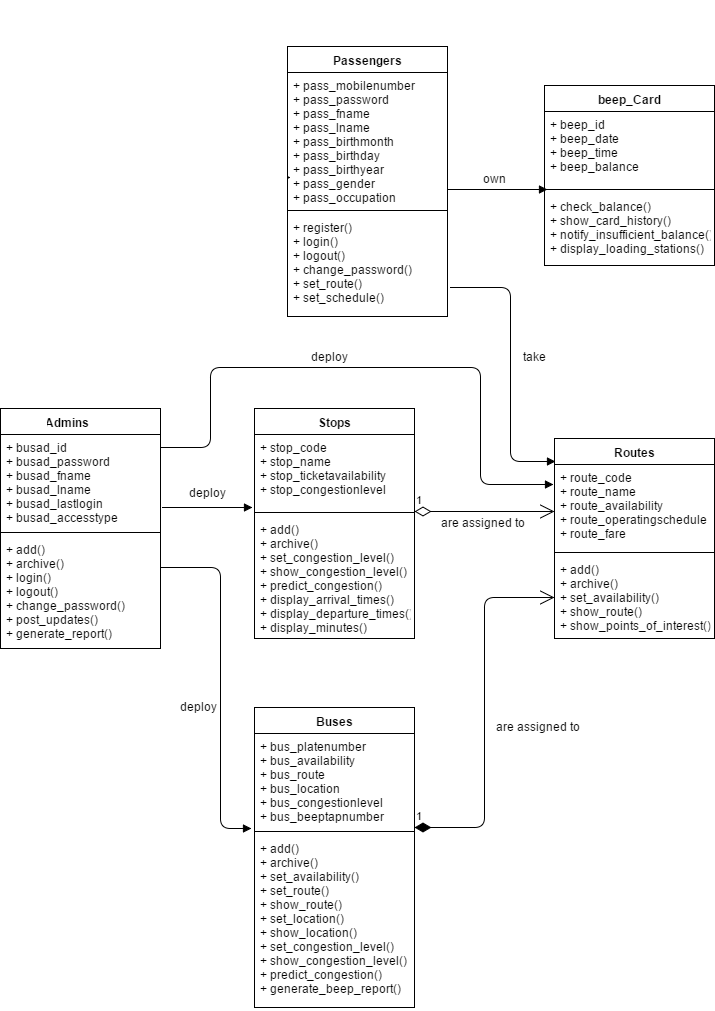 Passengers
+ pass_mobilenumber
+ pass_password
+ pass_fname
+ pass_lname
+ pass_birthmonth
+ pass_birthday
+ pass_birthyear
+ pass_gender
+ pass_occupation
+ register()
+ login()
+ logout()
+ change_password()
+ set_route()
+ set_schedule()
own
beep_Card
+ beep_id
+ beep_date
+ beep_time
+ beep_balance
+ check_balance()
+ show_card_history()
+ notify_insufficient_balance(
+ display_loading_stations()
take
deploy
Admins
+ busad_id
+ busad_password
+ busad_fname
+ busad_lname
+ busad_lastlogin
+ busad_accesstype
+ add()
+ archive()
+ login()
+ logout()
+ change_password()
+ post_updates()
+ generate_report()
deploy
Stops
+ stop_code
+ stop_name
+ stop_ticketavailability
+ stop_congestionlevel
+ add()
+ archive()
+ set_congestion_level()
+ show_congestion_level()
+ predict_congestion()
+ display_arrival_times()
+ display_departure_times(
+ display_minutes()
1
are assigned to
Routes
+ route_code
+ route_name
+ route_availability
+ route_operatingschedule
+ route_fare
+ add()
+ archive()
+ set_availability()
+ show_route()
+ show_points_of_interest()
deploy
Buses
+ bus_platenumber
+ bus_availability
+ bus_route
+ bus_location
+ bus_congestionlevel
+ bus_beeptapnumber
+ add()
+ archive()
+ set_availability()
+ set_route()
+ show_route()
+ set_location()
+ show_location()
+ set_congestion_level()
+ show_congestion_level()
+ predict_congestion()
+ generate_beep_report()
1
are assigned to